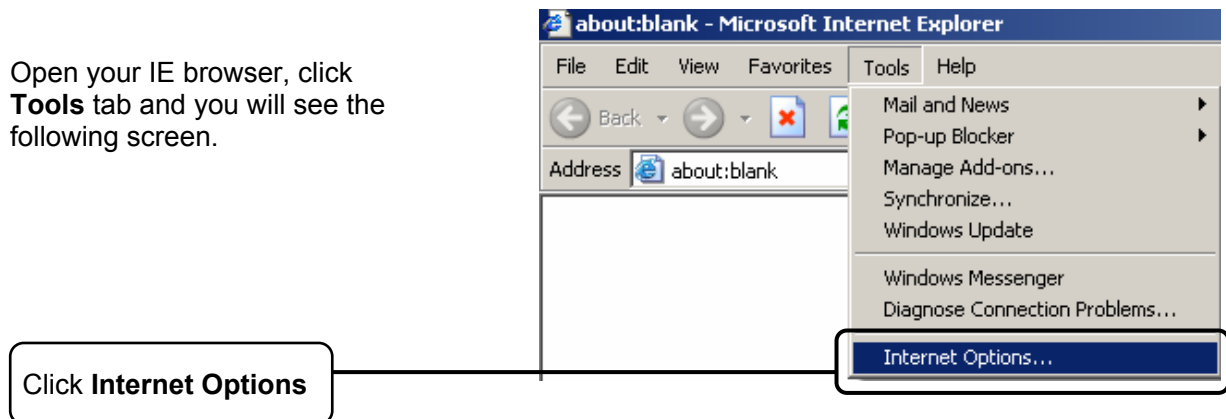 about:blank - Microsoft Internet Explorer
Open your IE browser, click
Tools tab and you will see the
following screen.
File Edit View Favorites Tools Help
Back
Address about:blank
Mail and News
Pop-up Blocker
Manage Add-ons...
Synchronize...
Windows Update
Windows Messenger
Diagnose Connection Problems...
Internet Options...
Click Internet Options